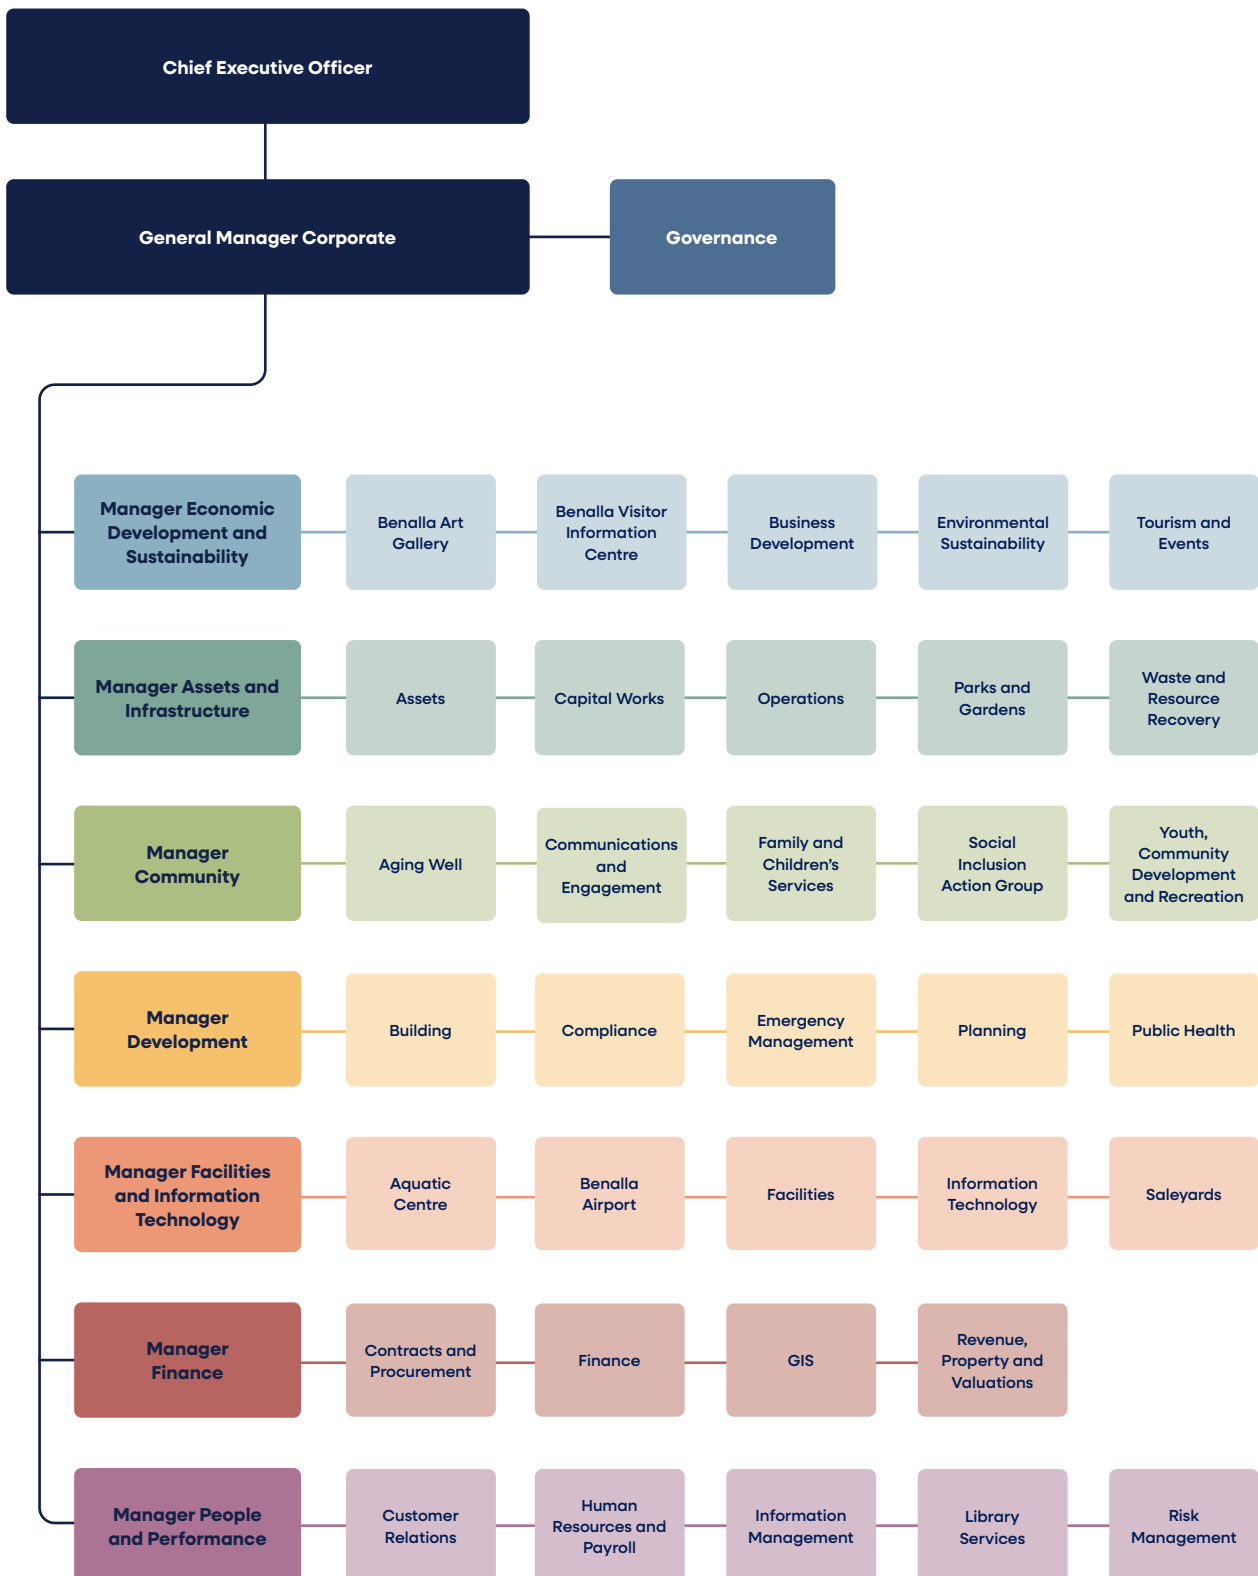 Chief Executive Officer
General Manager Corporate
Governance
Manager Economic
Development and
Sustainability
Benalla Art
Gallery
Benalla Visitor
Information
Centre
Business
Development
Environmental
Sustainability
Tourism and
Events
Manager Assets and
Infrastructure
Assets
Capital Works
Operations
Parks and
Gardens
Waste and
Resource
Recovery
Manager
Community
Aging Well
Communications
and
Engagement
Family and
Children's
Services
Social
Inclusion
Action Group
Youth,
Community
Development
and Recreation
Manager
Development
Building
Compliance
Emergency
Management
Planning
Public Health
Manager Facilities
and Information
Technology
Aquatic
Centre
Benalla
Airport
Facilities
Information
Technology
Saleyards
Manager
Finance
Contracts and
Procurement
Finance
GIS
Revenue,
Property and
Valuations
Manager People
and Performance
Customer
Relations
Human
Resources and
Payroll
Information
Management
Library
Services
Risk
Management